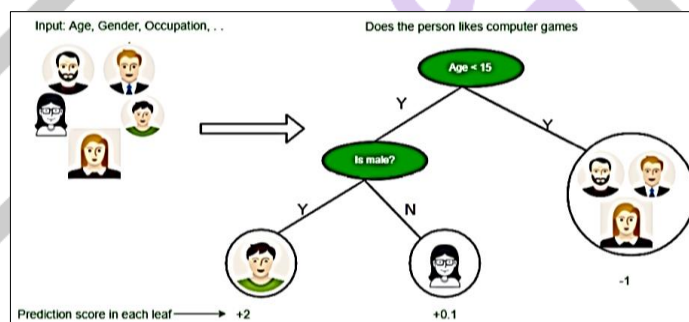 Input: Age, Gender, Occupation, . .
Does the person likes computer games
Age < 15
Y
Y
Is male?
Y
N
-1
Prediction score in each leaf
+2
+0.1